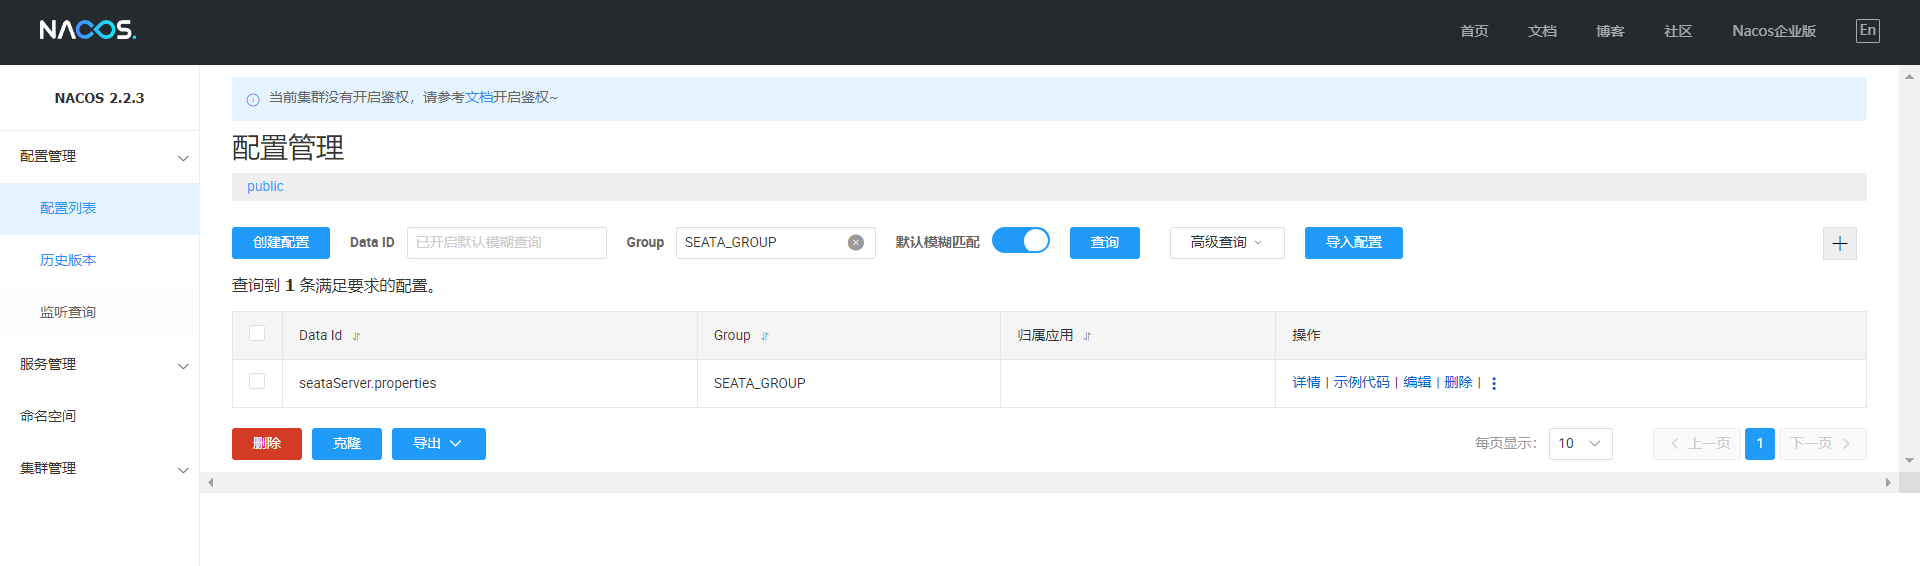 NACOS.
首页 文档 博客 社区 Nacos企业版 En
NACOS 2.2.3
配置管理
配置列表
历史版本
监听查询
服务管理
命名空间
集群管理
当前集群没有开启鉴权，请参考文档开启鉴权~
配置管理
public
创建配置 Data ID 已开启默认模糊查询 Group SEATA_GROUP 默认模糊匹配 查询 高级查询 导入配置
查询到 1 条满足要求的配置。
Data Id Group 归属应用 操作
seataServer.properties SEATA_GROUP 详情 | 示例代码 | 编辑 | 删除 |
删除 克隆 导出 每页显示: 10 上一页 1 下一页